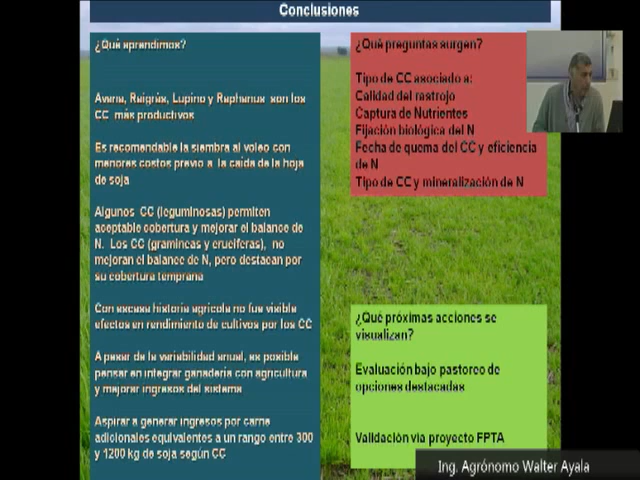 Conclusiones
¿Qué aprendimos?
Avena, Raigrás, Lupino y Raphanus son los
CC más productivos
Es recomendable la siembra al voleo con
menores costos previo a la caída de la hoja
de soja
Algunos CC (leguminosas) permiten
aceptable cobertura y mejorar el balance de
N. Los CC (gramíneas y crucíferas), no
mejoran el balance de N, pero destacan por
su cobertura temprana
Con escasa historia agrícola no fue visible
efectos en rendimiento de cultivos por los CC
A pesar de la variabilidad anual, es posible
pensar en integrar ganadería con agricultura
y mejorar ingresos del sistema
Aspirar a generar ingresos por carne
adicionales equivalentes a un rango entre 300
y 1200 kg de soja según CC
¿Qué preguntas surgen?
Tipo de CC asociado a:
Calidad del rastrojo
Captura de Nutrientes
Fijación biológica del N
Fecha de quema del CC y eficiencia
de N
Tipo de CC y mineralización de N
¿Qué próximas acciones se
visualizan?
Evaluación bajo pastoreo de
opciones destacadas
Validación via proyecto FPTA
Ing. Agrónomo Walter Ayala